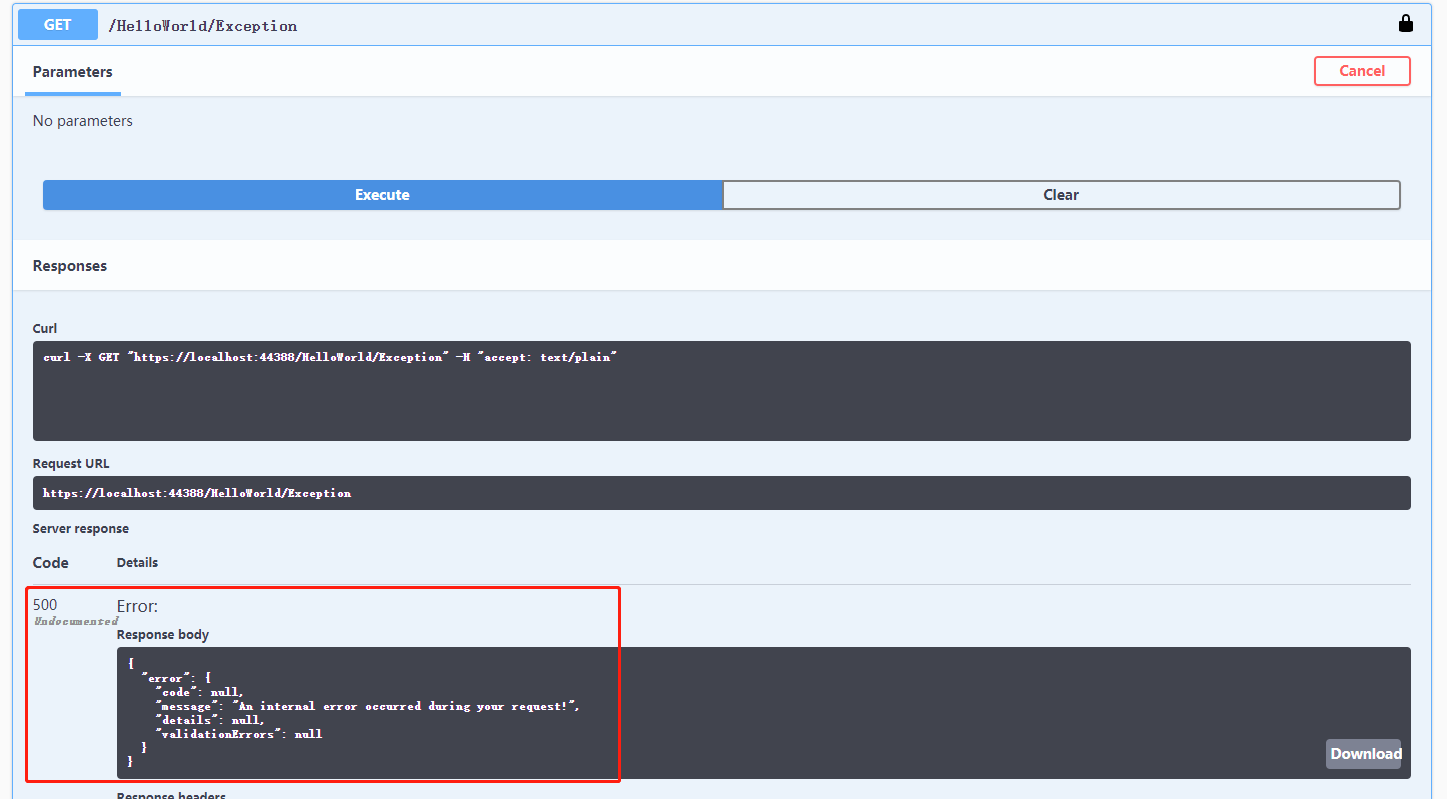 GET /HelloWorld/Exception
Parameters
Cancel
No parameters
Execute
Clear
Responses
Curl
curl -X GET "https://localhost:44388/HelloWorld/Exception" -H "accept: text/plain"
Request URL
https://localhost:44388/HelloWorld/Exception
Server response
Code Details
500 Error:
Undocumented
Response body
{
"error": {
"code": null,
"message": "An internal error occurred during your request!",
"details": null,
"validationErrors": null
}
}
Download
Response headers